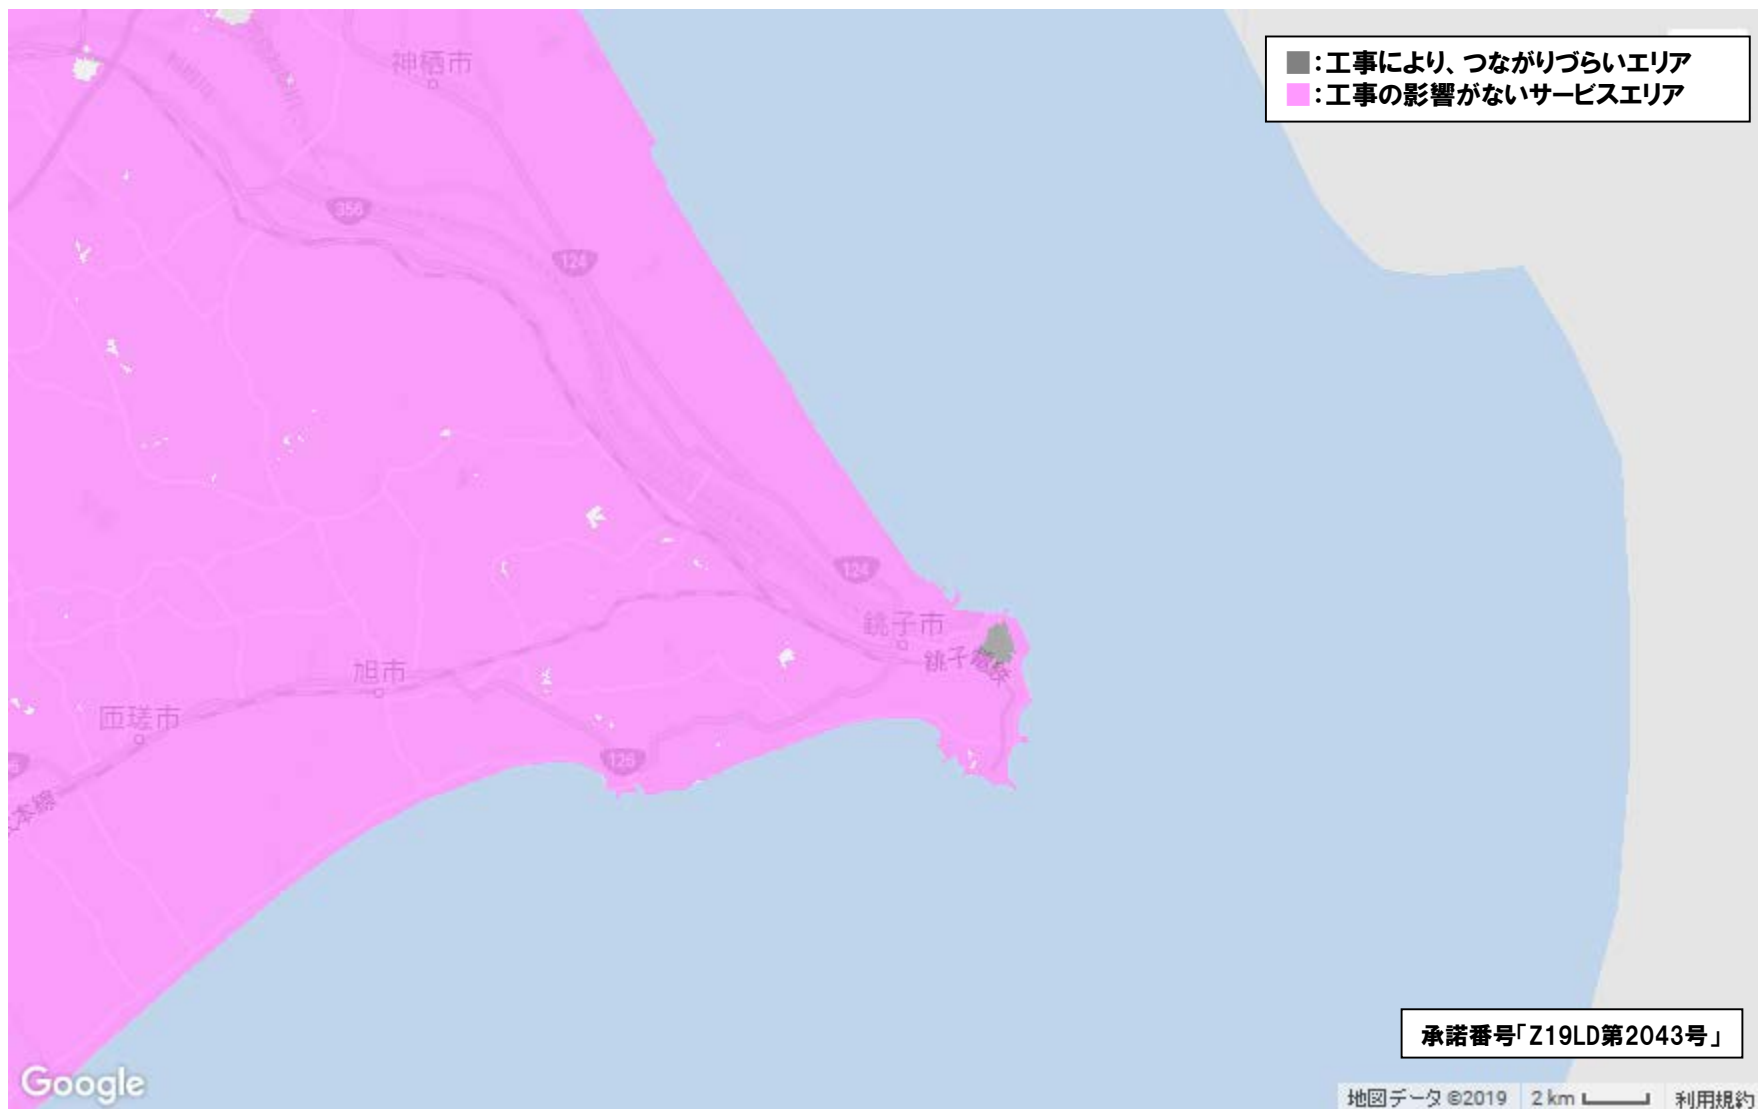 ■:工事により、つながりづらいエリア
■:工事の影響がないサービスエリア
神栖市
356
124
124
銚子市
銚子電鉄
旭市
匝瑳市
126
本線
承諾番号「Z19LD第2043号」
Google
地図データ ©2019 2 km 利用規約